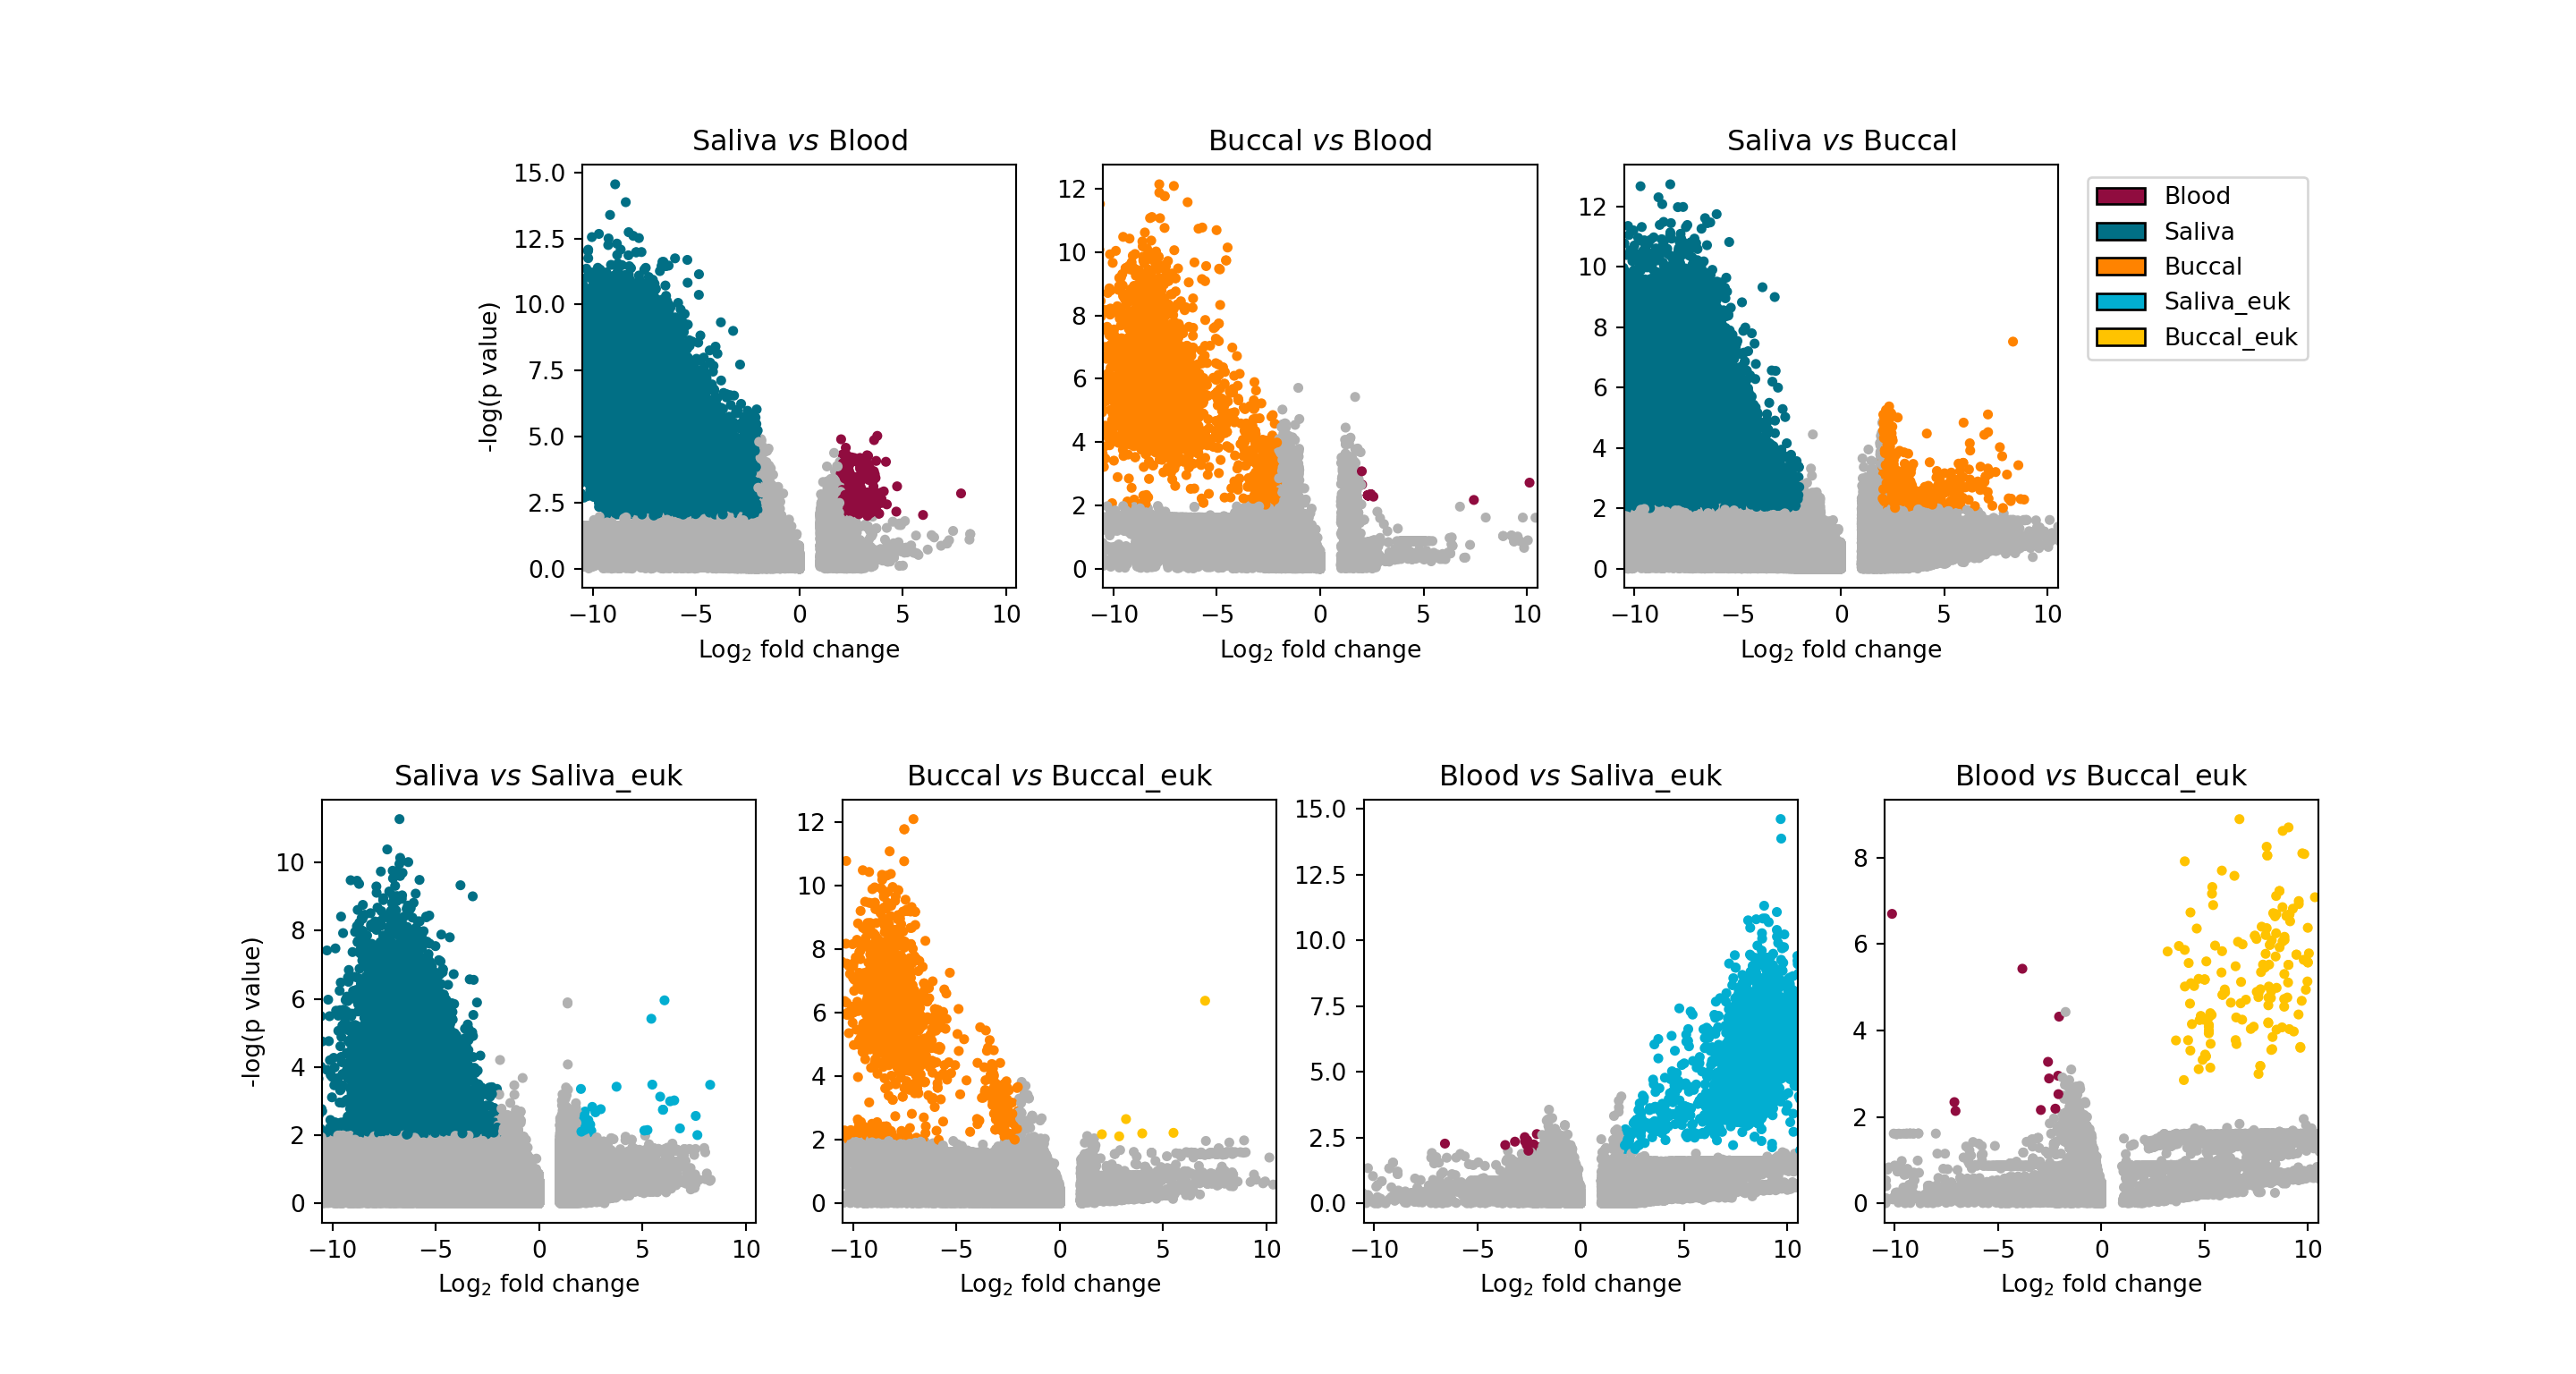 Saliva vs Blood
Buccal vs Blood
Saliva vs Buccal
15.0
12.5
10.0
7.5
5.0
2.5
0.0
-log(p value)
−10 −5 0 5 10
Log2 fold change
12
10
8
6
4
2
0
−10 −5 0 5 10
Log2 fold change
12
10
8
6
4
2
0
−10 −5 0 5 10
Log2 fold change
Blood
Saliva
Buccal
Saliva_euk
Buccal_euk
Saliva vs Saliva_euk
Buccal vs Buccal_euk
Blood vs Saliva_euk
Blood vs Buccal_euk
10
8
6
4
2
0
-log(p value)
−10 −5 0 5 10
Log2 fold change
12
10
8
6
4
2
0
−10 −5 0 5 10
Log2 fold change
15.0
12.5
10.0
7.5
5.0
2.5
0.0
−10 −5 0 5 10
Log2 fold change
8
6
4
2
0
−10 −5 0 5 10
Log2 fold change